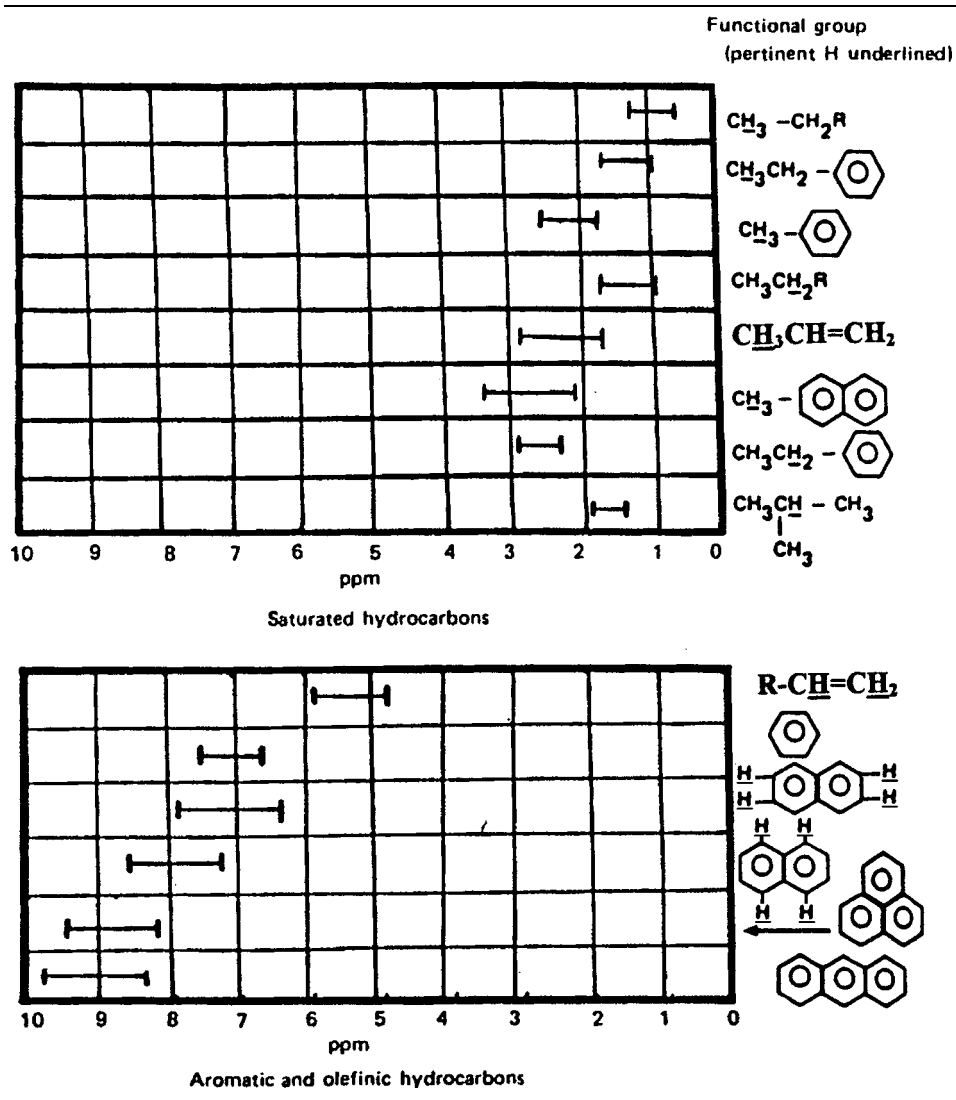 Functional group
(pertinent H underlined)
CH3 -CH2R
CH3CH2 -
CH3-
CH3CH2R
CH3CH=CH2
CH3 -
CH3CH2 -
CH3CH - CH3
CH3
10 9 8 7 6 5 4 3 2 1 0
ppm
Saturated hydrocarbons
R-CH=CH2
H H
H H
H H
H H
10 9 8 7 6 5 4 3 2 1 0
ppm
Aromatic and olefinic hydrocarbons